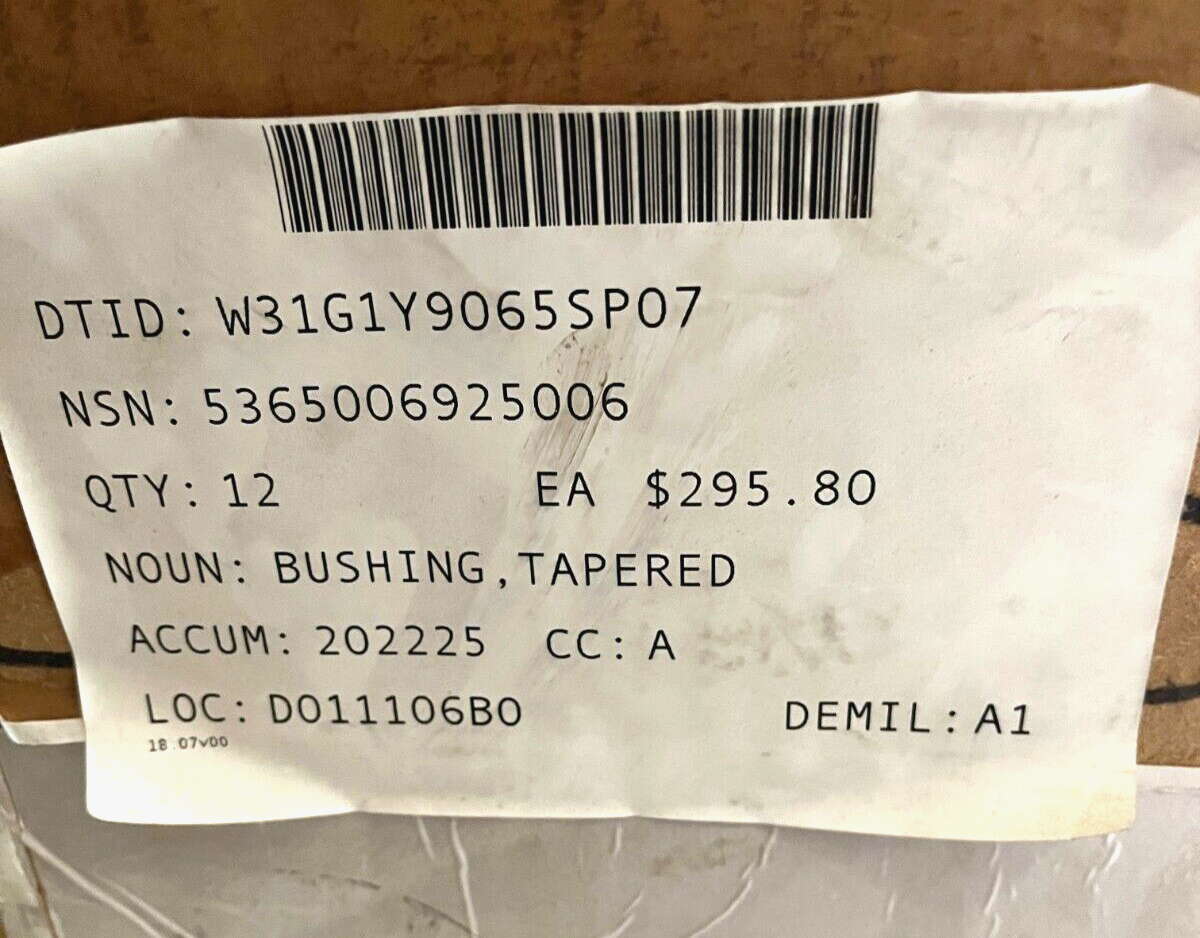 DTID: W31G1Y9065SP07
NSN: 5365006925006
QTY: 12 EA $295.80
NOUN: BUSHING,TAPERED
ACCUM: 202225 CC: A
LOC: D011106B0 DEMIL: A1
18.07v00